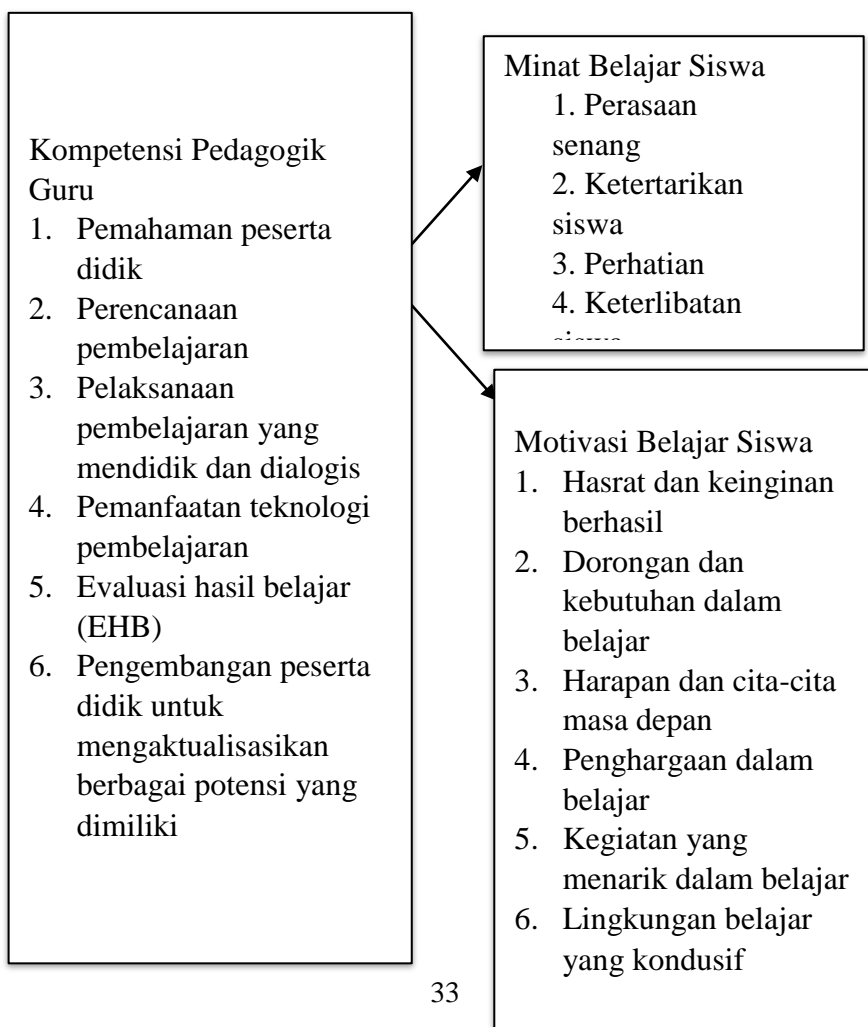 Kompetensi Pedagogik
Guru
1. Pemahaman peserta
didik
2. Perencanaan
pembelajaran
3. Pelaksanaan
pembelajaran yang
mendidik dan dialogis
4. Pemanfaatan teknologi
pembelajaran
5. Evaluasi hasil belajar
(EHB)
6. Pengembangan peserta
didik untuk
mengaktualisasikan
berbagai potensi yang
dimiliki
Minat Belajar Siswa
1. Perasaan
senang
2. Ketertarikan
siswa
3. Perhatian
4. Keterlibatan
Motivasi Belajar Siswa
1. Hasrat dan keinginan
berhasil
2. Dorongan dan
kebutuhan dalam
belajar
3. Harapan dan cita-cita
masa depan
4. Penghargaan dalam
belajar
5. Kegiatan yang
menarik dalam belajar
6. Lingkungan belajar
yang kondusif
33